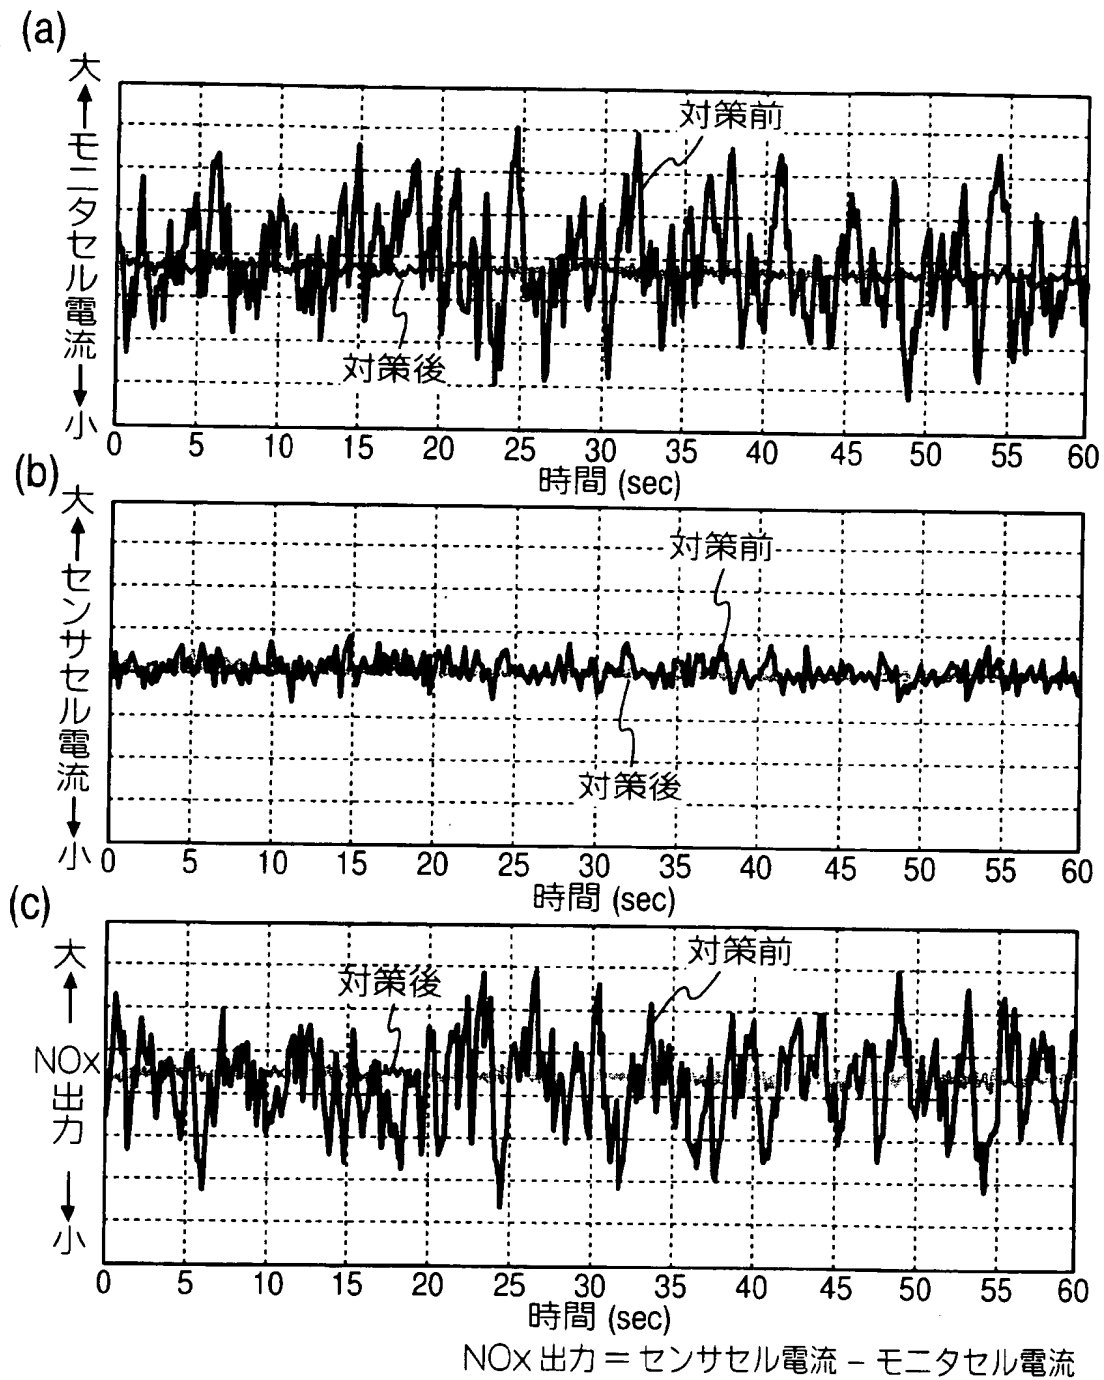 (a)
大
モニタセル電流
小
対策前
対策後
0 5 10 15 20 25 30 35 40 45 50 55 60
時間 (sec)
(b)
大
センサセル電流
小
対策前
対策後
0 5 10 15 20 25 30 35 40 45 50 55 60
時間 (sec)
(c)
大
NOx
出力
小
対策後
対策前
0 5 10 15 20 25 30 35 40 45 50 55 60
時間 (sec)
NOx 出力 = センサセル電流 - モニタセル電流